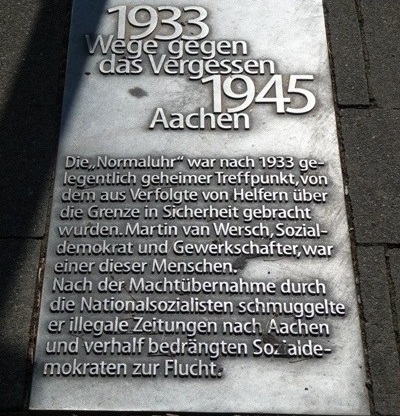 1933
Wege gegen
das Vergessen
1945
Aachen
Die „Normaluhr“ war nach 1933 ge-
legentlich geheimer Treffpunkt, von
dem aus Verfolgte von Helfern über
die Grenze in Sicherheit gebracht
wurden. Martin van Wersch, Sozial-
demokrat und Gewerkschafter, war
einer dieser Menschen.
Nach der Machtübernahme durch
die Nationalsozialisten schmuggelte
er illegale Zeitungen nach Aachen
und verhalf bedrängten Sozialde-
mokraten zur Flucht.